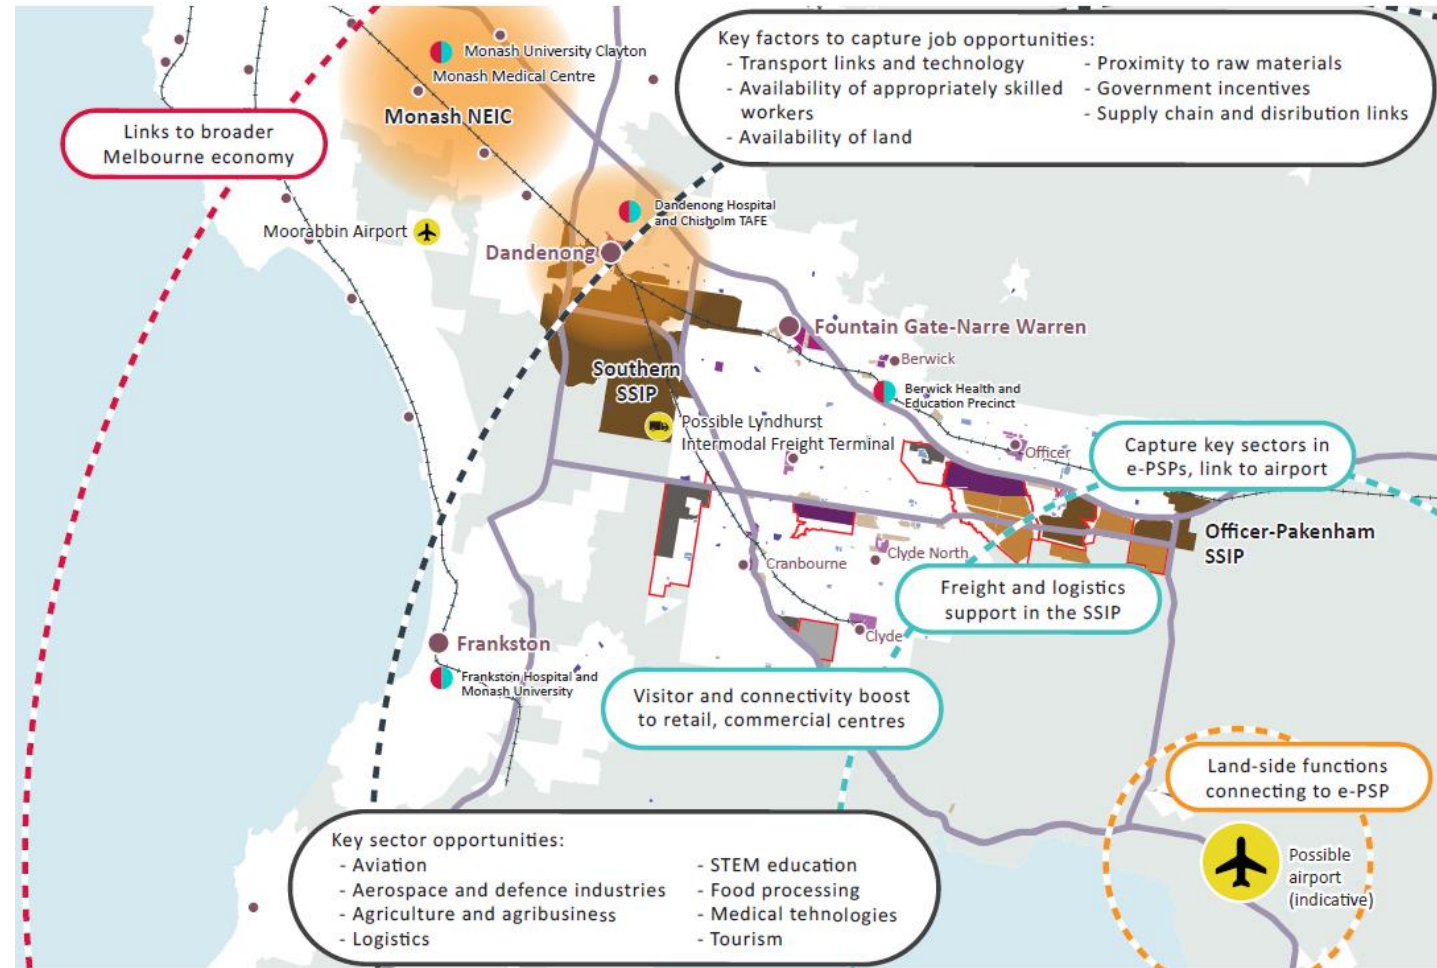 Key factors to capture job opportunities:
- Transport links and technology
- Availability of appropriately skilled
workers
- Availability of land
- Proximity to raw materials
- Government incentives
- Supply chain and disribution links
Monash University Clayton
Monash Medical Centre
Monash NEIC
Links to broader
Melbourne economy
Dandenong Hospital
and Chisholm TAFE
Moorabbin Airport
Dandenong
Fountain Gate-Narre Warren
Berwick
Southern
SSIP
Berwick Health and
Education Precinct
Possible Lyndhurst
Intermodal Freight Terminal
Officer
Capture key sectors in
e-PSPs, link to airport
Officer-Pakenham
SSIP
Cranbourne
Clyde North
Freight and logistics
support in the SSIP
Clyde
Frankston
Frankston Hospital and
Monash University
Visitor and connectivity boost
to retail, commercial centres
Land-side functions
connecting to e-PSP
Possible
airport
(indicative)
Key sector opportunities:
- Aviation
- Aerospace and defence industries
- Agriculture and agribusiness
- Logistics
- STEM education
- Food processing
- Medical tehnologies
- Tourism